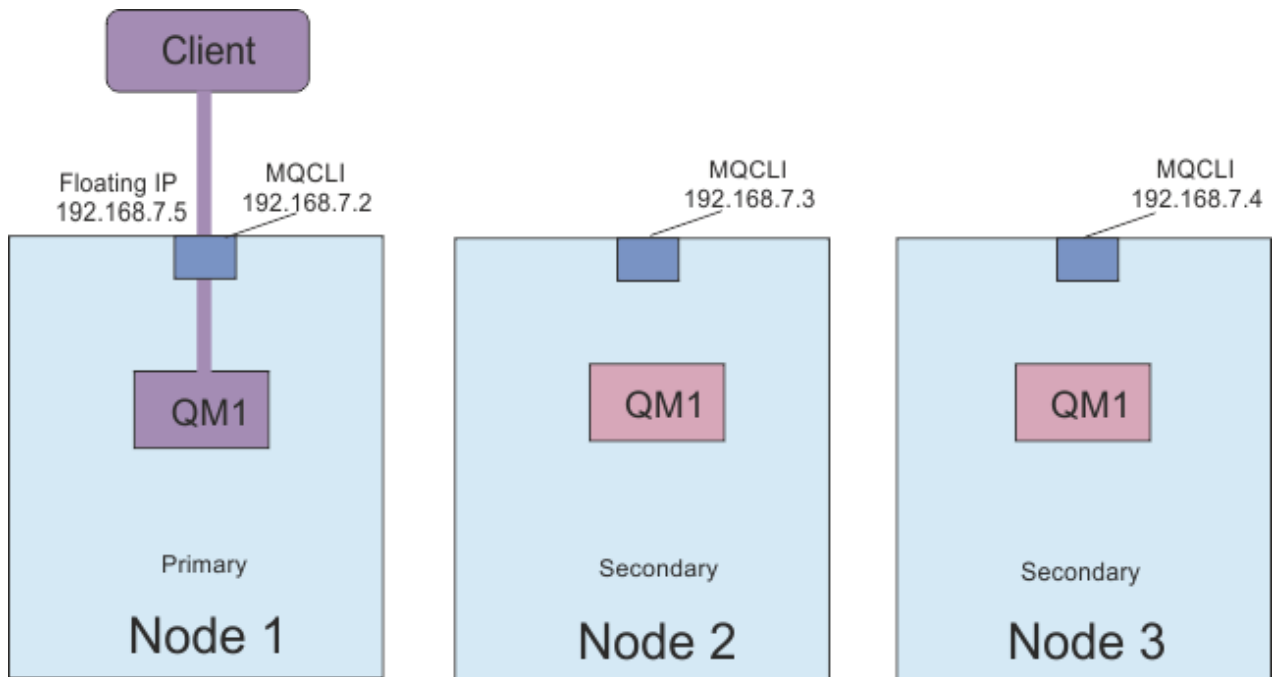 Client
Floating IP
192.168.7.5
MQCLI
192.168.7.2
MQCLI
192.168.7.3
MQCLI
192.168.7.4
QM1
QM1
QM1
Primary
Secondary
Secondary
Node 1
Node 2
Node 3